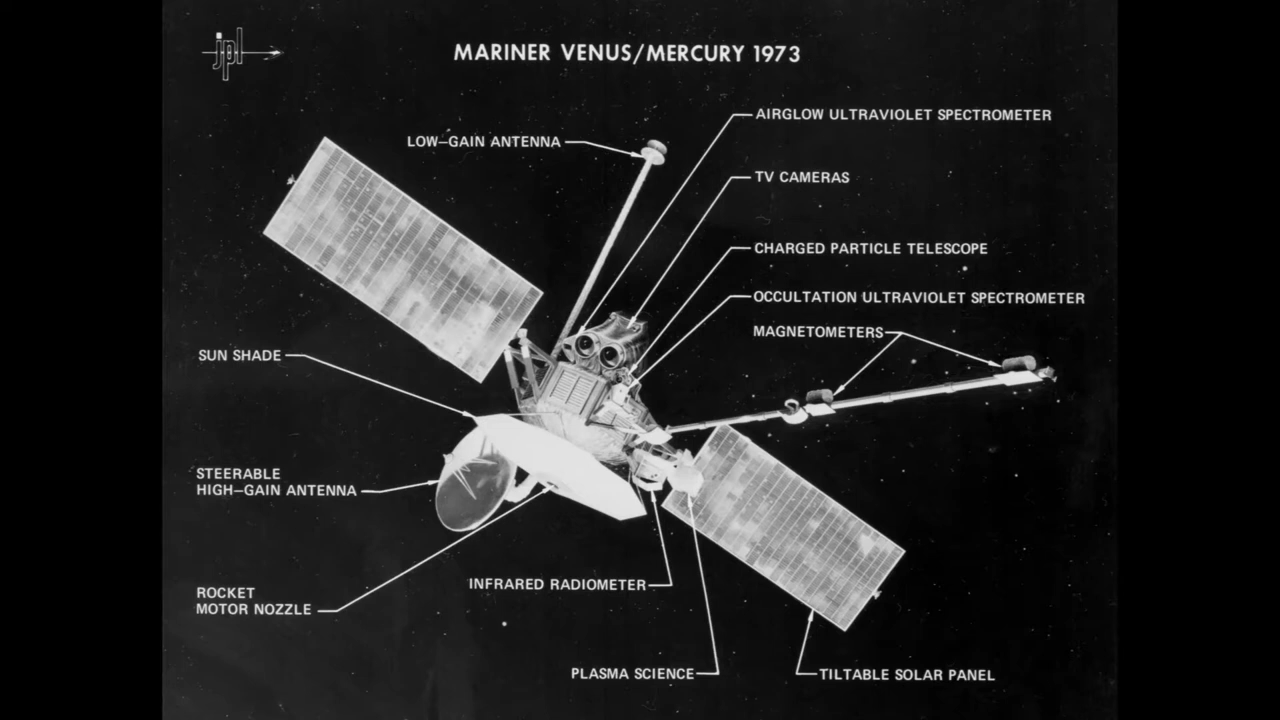 jpl
MARINER VENUS/MERCURY 1973
AIRGLOW ULTRAVIOLET SPECTROMETER
LOW-GAIN ANTENNA
TV CAMERAS
CHARGED PARTICLE TELESCOPE
OCCULTATION ULTRAVIOLET SPECTROMETER
MAGNETOMETERS
SUN SHADE
STEERABLE
HIGH-GAIN ANTENNA
INFRARED RADIOMETER
ROCKET
MOTOR NOZZLE
PLASMA SCIENCE
TILTABLE SOLAR PANEL